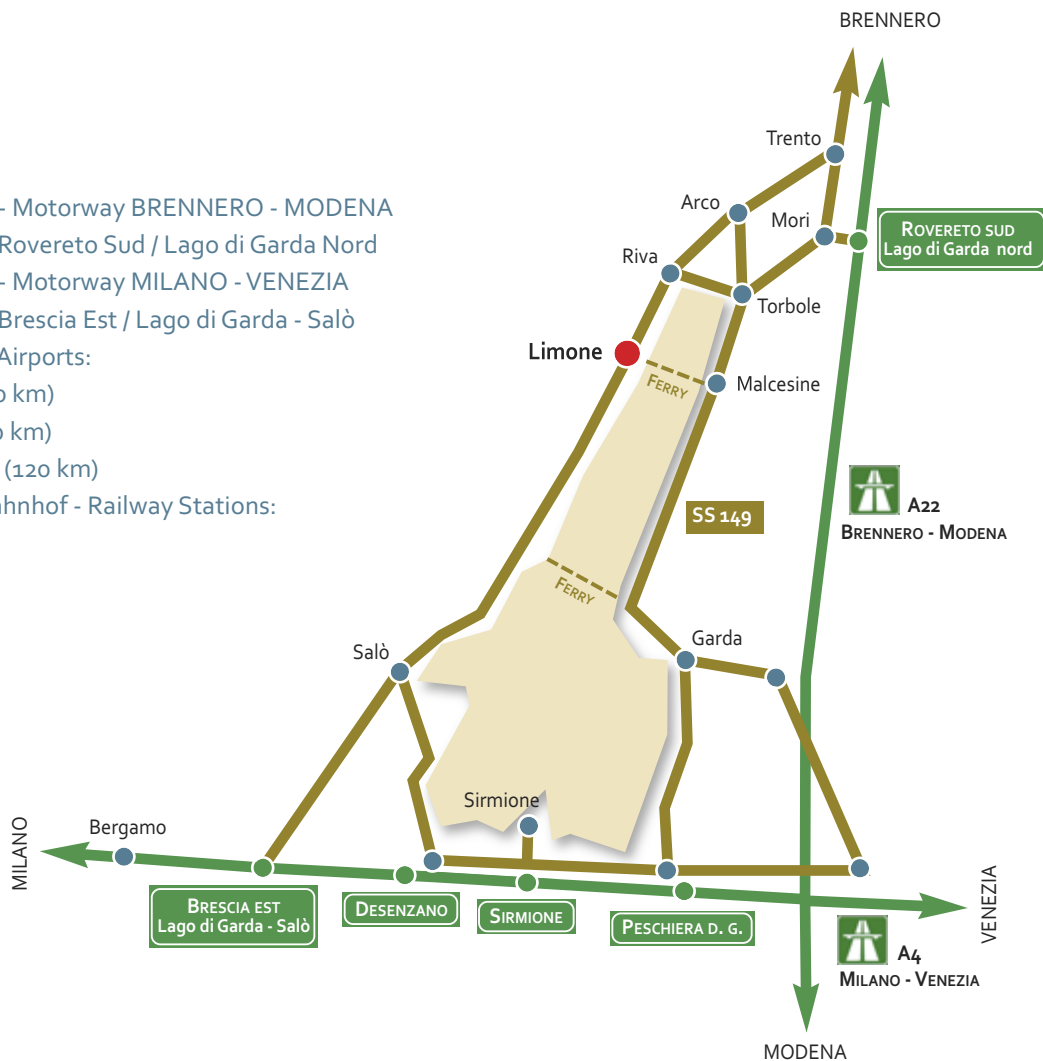 BRENNERO
Trento
- Motorway BRENNERO - MODENA
Arco
Mori
ROVERETO SUD
Lago di Garda nord
Rovereto Sud / Lago di Garda Nord
Riva
- Motorway MILANO - VENEZIA
Torbole
Brescia Est / Lago di Garda - Salò
Limone
Airports:
FERRY
Malcesine
0 km)
0 km)
(120 km)
A22
BRENNERO - MODENA
ahnhof - Railway Stations:
SS 149
FERRY
Garda
Salò
Sirmione
MILANO
Bergamo
VENEZIA
BRESCIA EST
Lago di Garda - Salò
DESENZANO
SIRMIONE
PESCHIERA D. G.
A4
MILANO - VENEZIA
MODENA